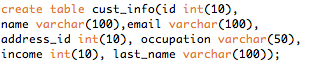 create table cust_info(id int(10),
name varchar(100),email varchar(100),
address_id int(10), occupation varchar(50),
income int(10), last_name varchar(100));